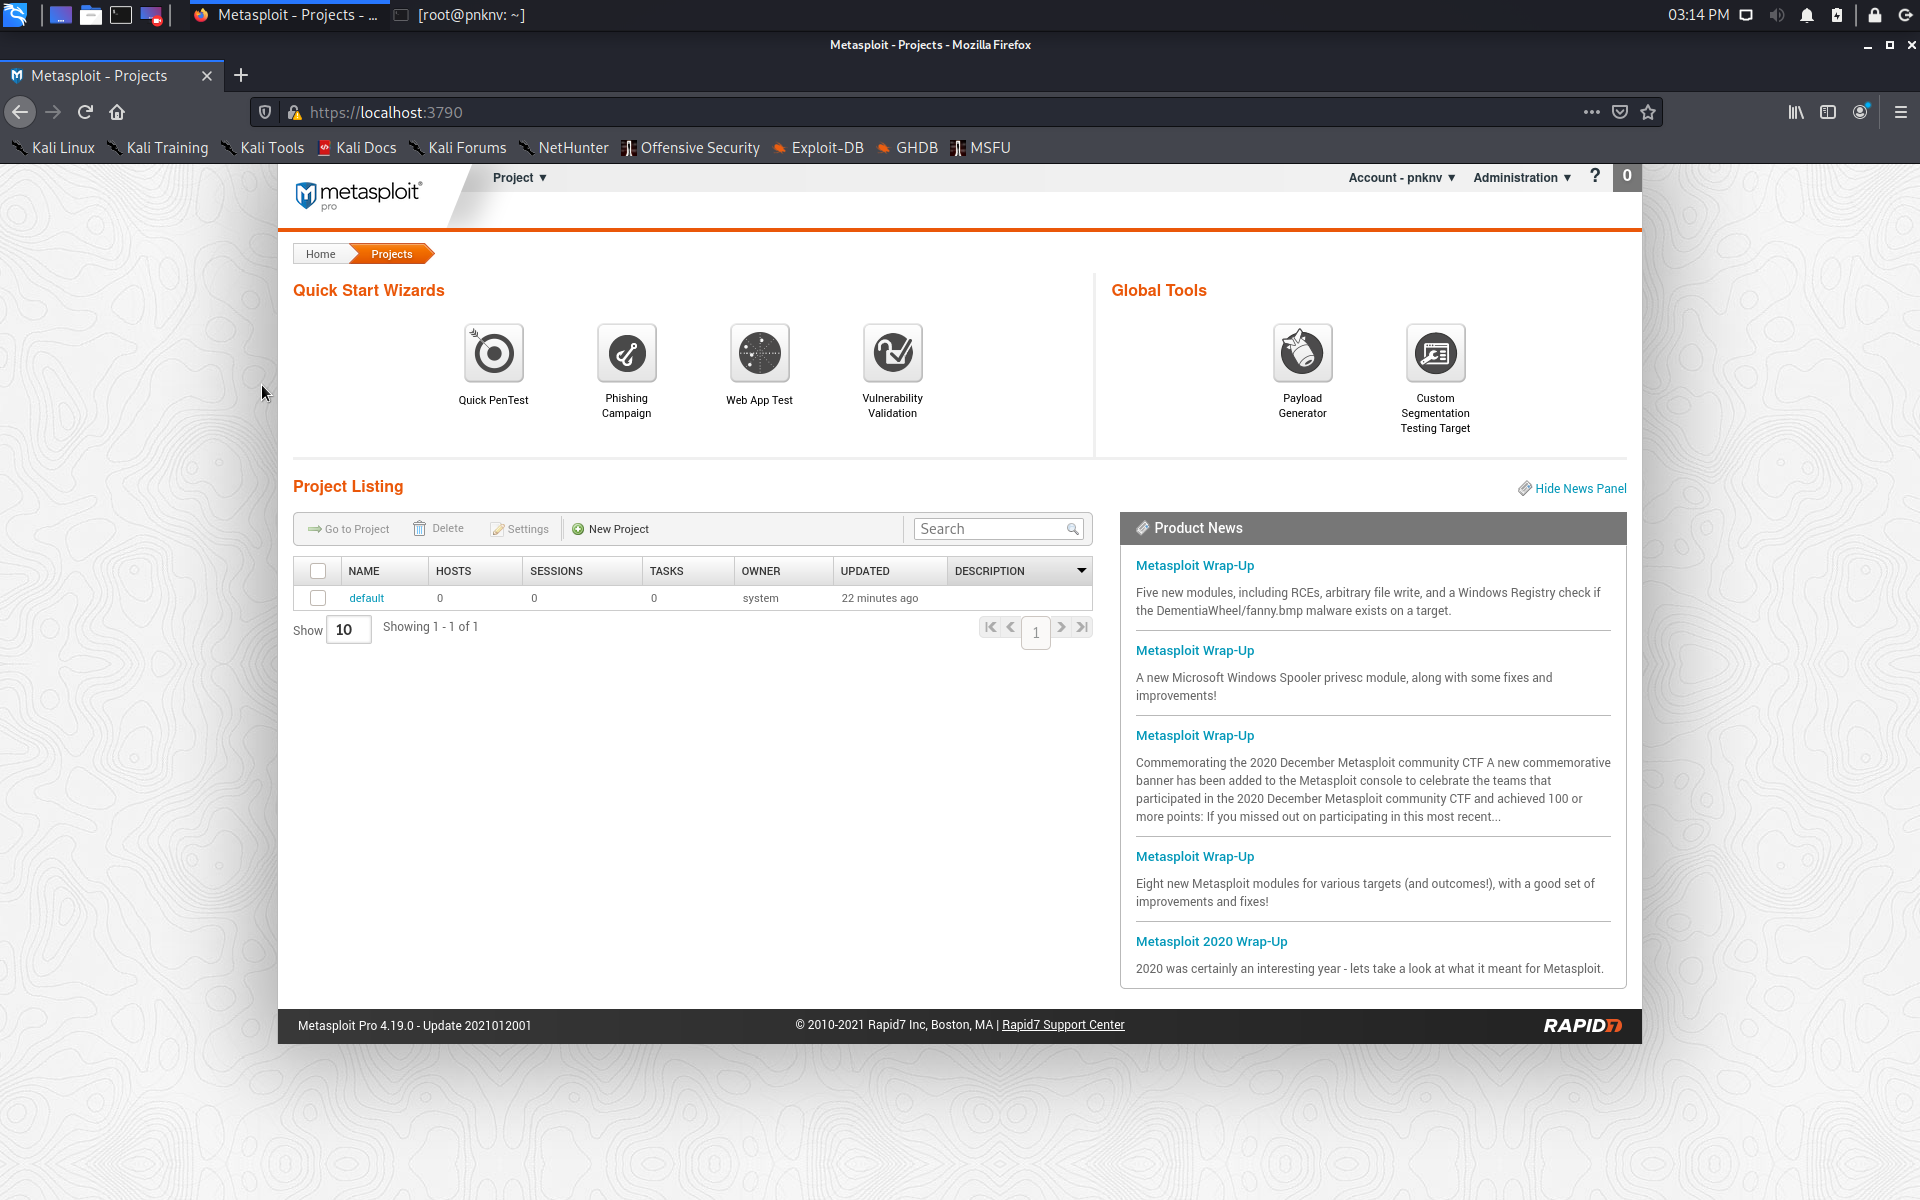 Metasploit - Projects - ...
[root@pnknv: ~]
03:14 PM
Metasploit - Projects - Mozilla Firefox
Metasploit - Projects
https://localhost:3790
Kali Linux
Kali Training
Kali Tools
Kali Docs
Kali Forums
NetHunter
Offensive Security
Exploit-DB
GHDB
MSFU
metasploit®
pro
Project ▼
Account - pnknv ▼
Administration ▼
?
0
Home
Projects
Quick Start Wizards
Quick PenTest
Phishing
Campaign
Web App Test
Vulnerability
Validation
Global Tools
Payload
Generator
Custom
Segmentation
Testing Target
Project Listing
Hide News Panel
Go to Project
Delete
Settings
New Project
Search
NAME HOSTS SESSIONS TASKS OWNER UPDATED DESCRIPTION
default 0 0 0 system 22 minutes ago
Show 10 Showing 1 - 1 of 1
1
Product News
Metasploit Wrap-Up
Five new modules, including RCEs, arbitrary file write, and a Windows Registry check if
the DementiaWheel/fanny.bmp malware exists on a target.
Metasploit Wrap-Up
A new Microsoft Windows Spooler privesc module, along with some fixes and
improvements!
Metasploit Wrap-Up
Commemorating the 2020 December Metasploit community CTF A new commemorative
banner has been added to the Metasploit console to celebrate the teams that
participated in the 2020 December Metasploit community CTF and achieved 100 or
more points: If you missed out on participating in this most recent...
Metasploit Wrap-Up
Eight new Metasploit modules for various targets (and outcomes!), with a good set of
improvements and fixes!
Metasploit 2020 Wrap-Up
2020 was certainly an interesting year - lets take a look at what it meant for Metasploit.
Metasploit Pro 4.19.0 - Update 2021012001
© 2010-2021 Rapid7 Inc, Boston, MA | Rapid7 Support Center
RAPID7